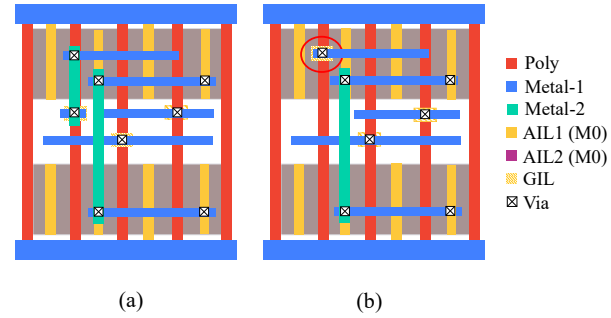 Poly
Metal-1
Metal-2
AIL1 (M0)
AIL2 (M0)
GIL
Via
(a)
(b)